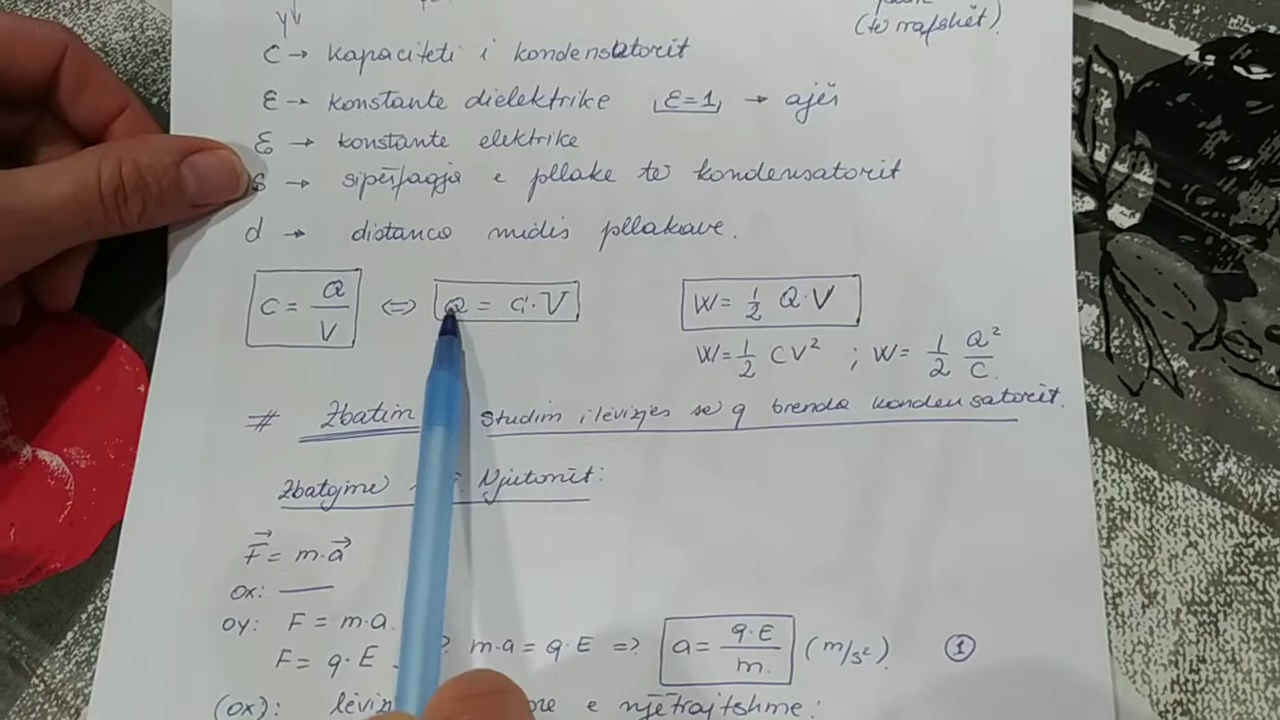 y↓
(të rrafshët).
C → kapaciteti i kondensatorit
ε → konstante dielektrike |ε=1| → ajër
ε → konstante elektrike
S → sipërfaqja e pllake të kondensatorit
d → distanca midis pllakave.
C = Q/V ⇔ Q = C·V W = 1/2 Q·V
W = 1/2 CV² ; W = 1/2 Q²/C.
# Zbatim Studim i lëvizjes së q brenda kondensatorit.
Zbatojmë Njutonit:
F⃗ = m·a⃗
ox: —
oy: F = m·a.
F = q·E m·a = q·E => a = q·E/m. (m/s²). ①
(ox): e njëtrajtshme: